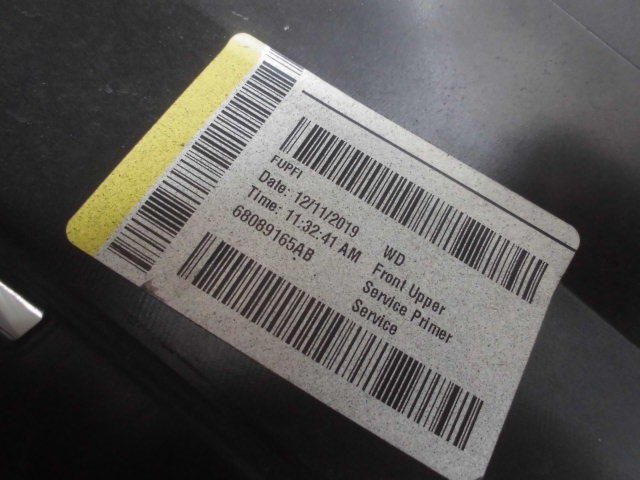 FUPFI
Date: 12/11/2019
Time: 11:32:41 AM
68089165AB
WD
Front Upper
Service Primer
Service